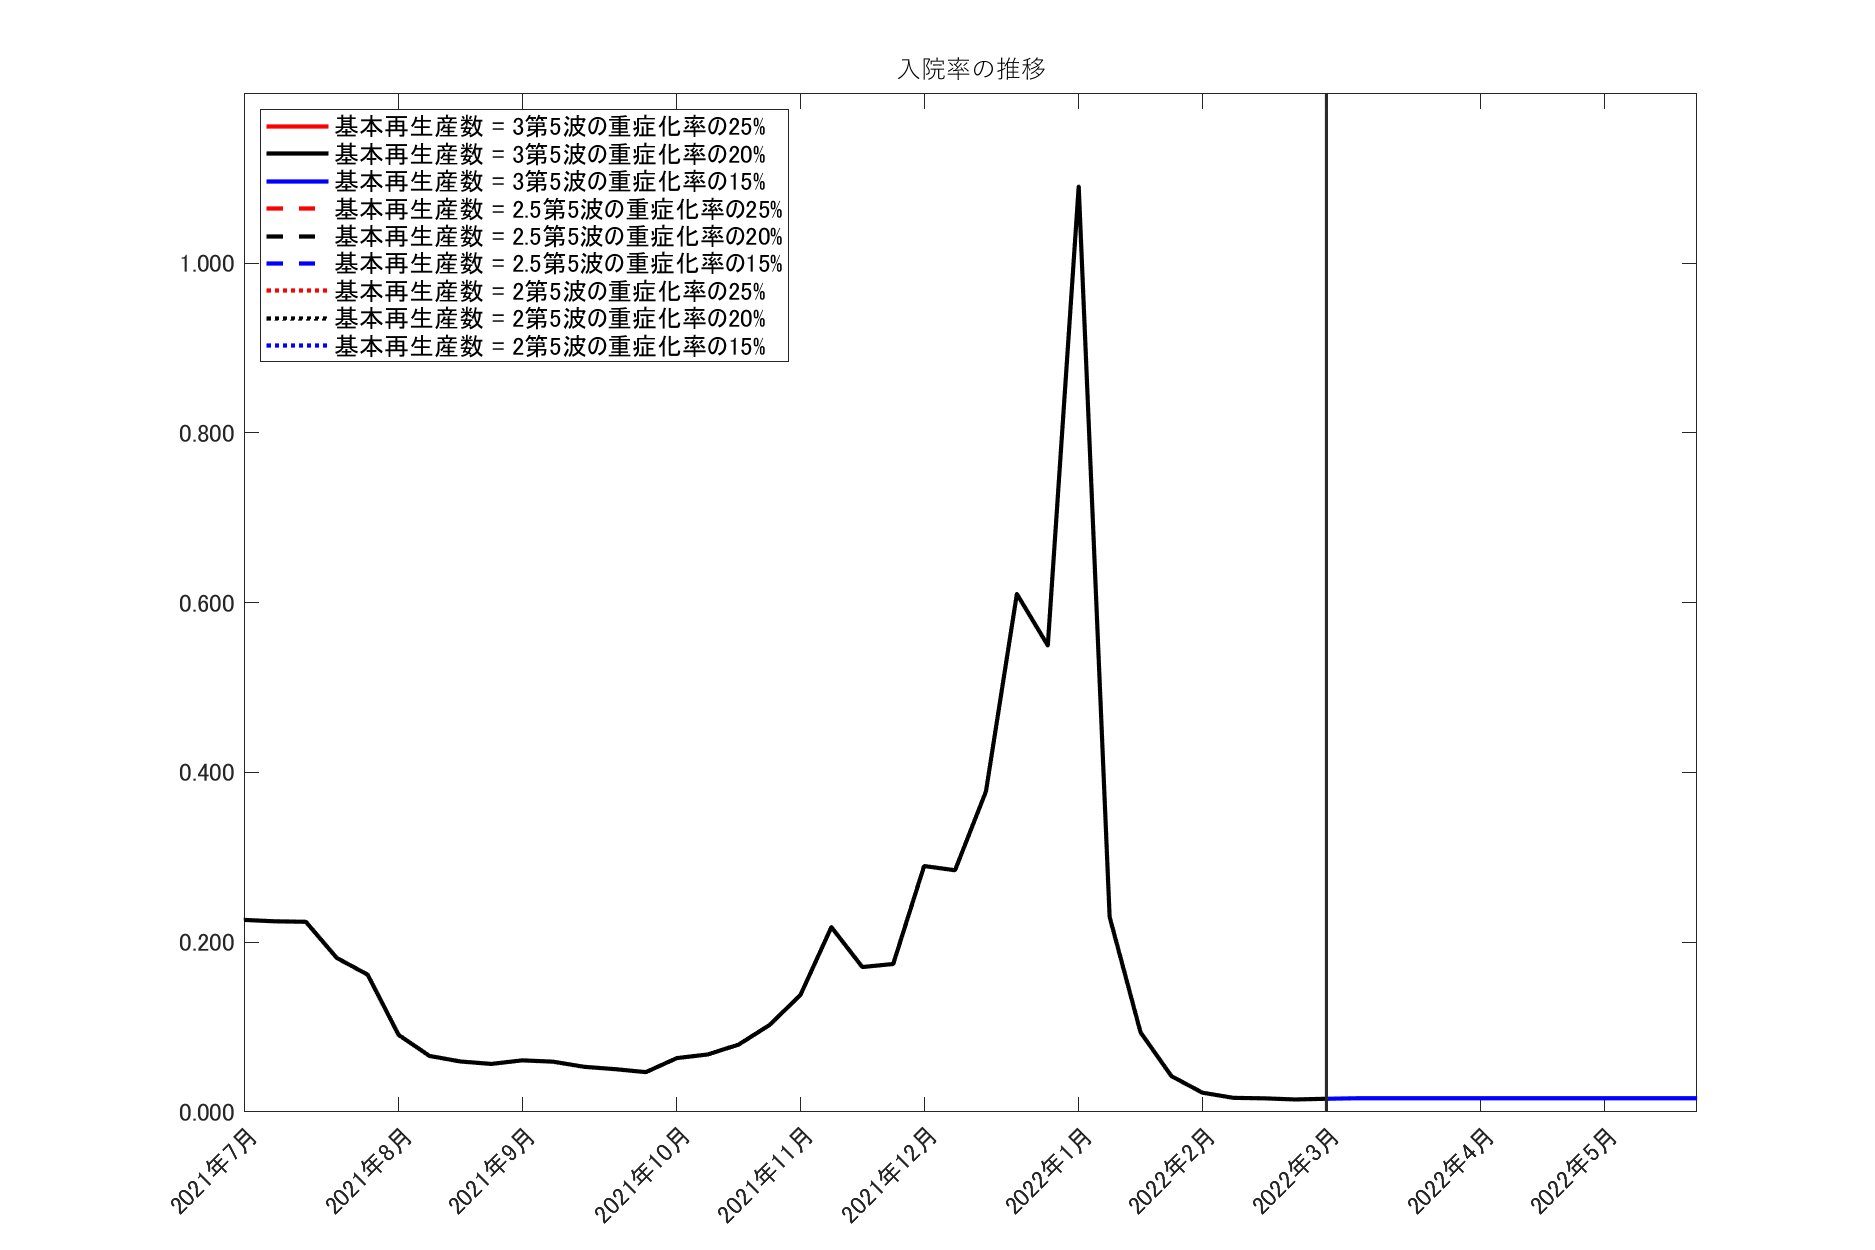 入院率の推移
基本再生産数 = 3第5波の重症化率の25%
基本再生産数 = 3第5波の重症化率の20%
基本再生産数 = 3第5波の重症化率の15%
基本再生産数 = 2.5第5波の重症化率の25%
基本再生産数 = 2.5第5波の重症化率の20%
基本再生産数 = 2.5第5波の重症化率の15%
基本再生産数 = 2第5波の重症化率の25%
基本再生産数 = 2第5波の重症化率の20%
基本再生産数 = 2第5波の重症化率の15%
1.000
0.800
0.600
0.400
0.200
0.000
2021年7月
2021年8月
2021年9月
2021年10月
2021年11月
2021年12月
2022年1月
2022年2月
2022年3月
2022年4月
2022年5月